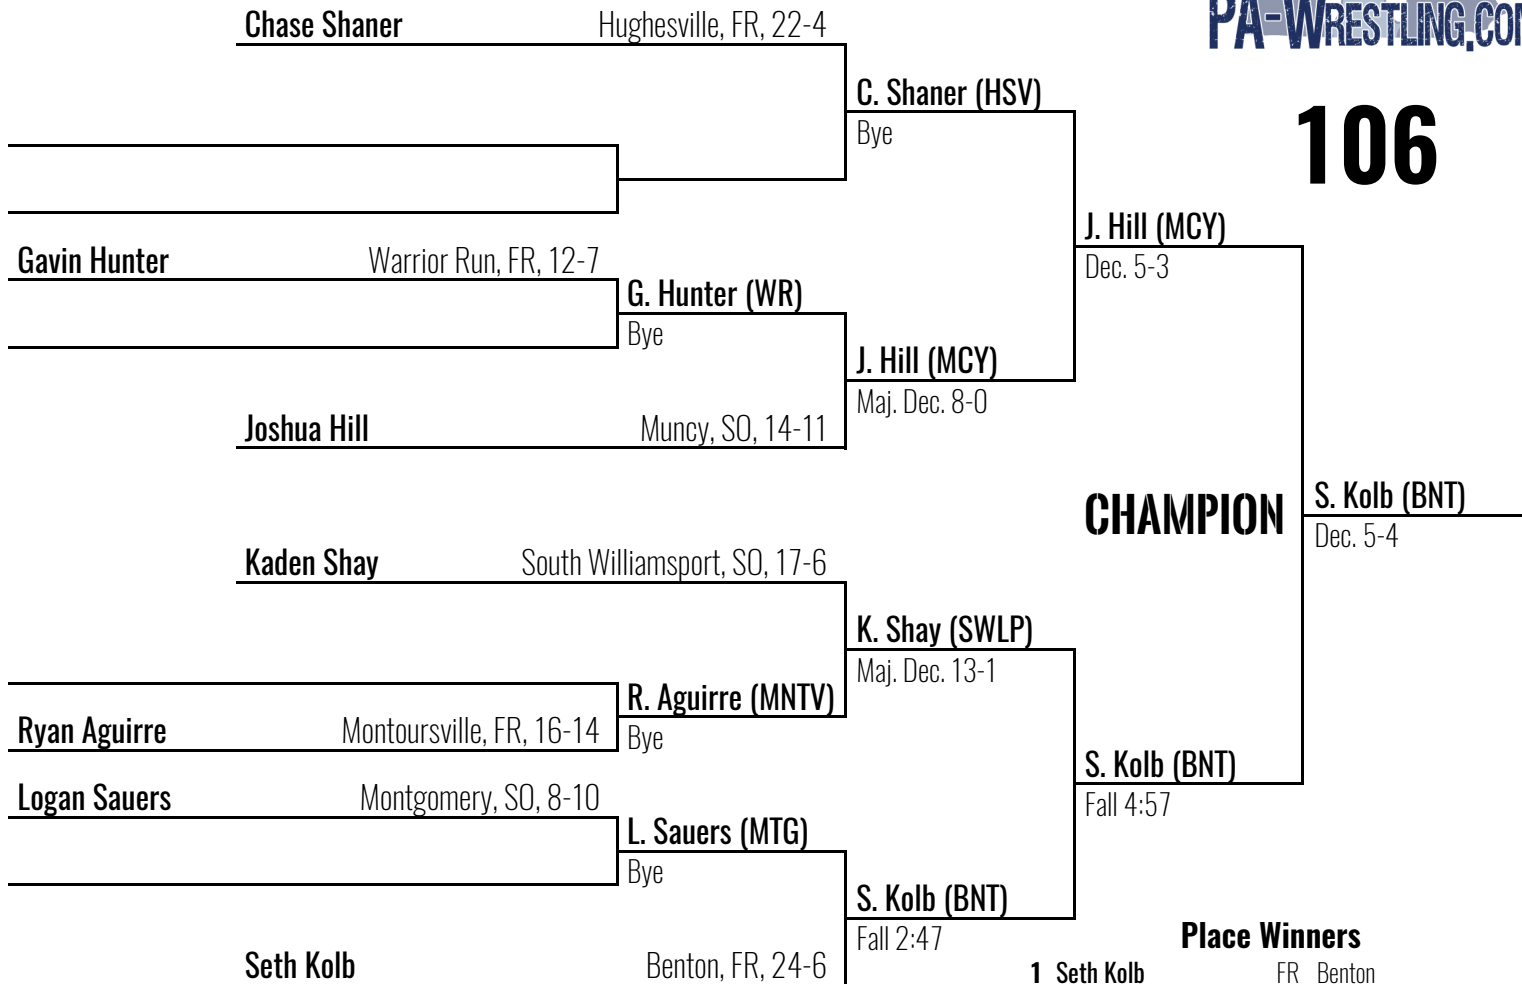 PA-WRESTLING.COM
106
Chase Shaner Hughesville, FR, 22-4
C. Shaner (HSV)
Bye
J. Hill (MCY)
Dec. 5-3
Gavin Hunter Warrior Run, FR, 12-7
G. Hunter (WR)
Bye
J. Hill (MCY)
Maj. Dec. 8-0
Joshua Hill Muncy, SO, 14-11
CHAMPION
S. Kolb (BNT)
Dec. 5-4
Kaden Shay South Williamsport, SO, 17-6
K. Shay (SWLP)
Maj. Dec. 13-1
R. Aguirre (MNTV)
Bye
Ryan Aguirre Montoursville, FR, 16-14
S. Kolb (BNT)
Fall 4:57
Logan Sauers Montgomery, SO, 8-10
L. Sauers (MTG)
Bye
S. Kolb (BNT)
Fall 2:47
Seth Kolb Benton, FR, 24-6
Place Winners
1 Seth Kolb FR Benton